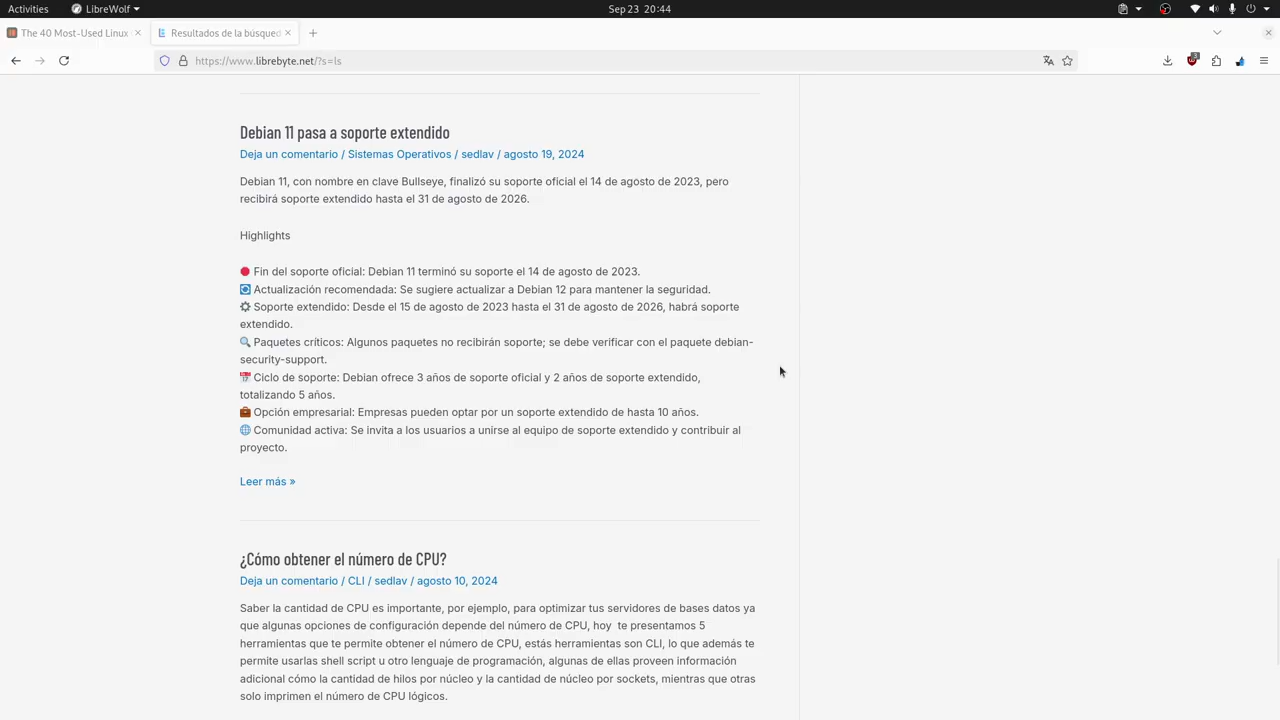 Activities
LibreWolf
Sep 23 20:44
The 40 Most-Used Linux
Resultados de la búsqued
https://www.librebyte.net/?s=ls
Debian 11 pasa a soporte extendido
Deja un comentario / Sistemas Operativos / sedlav / agosto 19, 2024
Debian 11, con nombre en clave Bullseye, finalizó su soporte oficial el 14 de agosto de 2023, pero
recibirá soporte extendido hasta el 31 de agosto de 2026.
Highlights
Fin del soporte oficial: Debian 11 terminó su soporte el 14 de agosto de 2023.
Actualización recomendada: Se sugiere actualizar a Debian 12 para mantener la seguridad.
Soporte extendido: Desde el 15 de agosto de 2023 hasta el 31 de agosto de 2026, habrá soporte
extendido.
Paquetes críticos: Algunos paquetes no recibirán soporte; se debe verificar con el paquete debian-
security-support.
Ciclo de soporte: Debian ofrece 3 años de soporte oficial y 2 años de soporte extendido,
totalizando 5 años.
Opción empresarial: Empresas pueden optar por un soporte extendido de hasta 10 años.
Comunidad activa: Se invita a los usuarios a unirse al equipo de soporte extendido y contribuir al
proyecto.
Leer más »
¿Cómo obtener el número de CPU?
Deja un comentario / CLI / sedlav / agosto 10, 2024
Saber la cantidad de CPU es importante, por ejemplo, para optimizar tus servidores de bases datos ya
que algunas opciones de configuración depende del número de CPU, hoy  te presentamos 5
herramientas que te permite obtener el número de CPU, estás herramientas son CLI, lo que además te
permite usarlas shell script u otro lenguaje de programación, algunas de ellas proveen información
adicional cómo la cantidad de hilos por núcleo y la cantidad de núcleo por sockets, mientras que otras
solo imprimen el número de CPU lógicos.